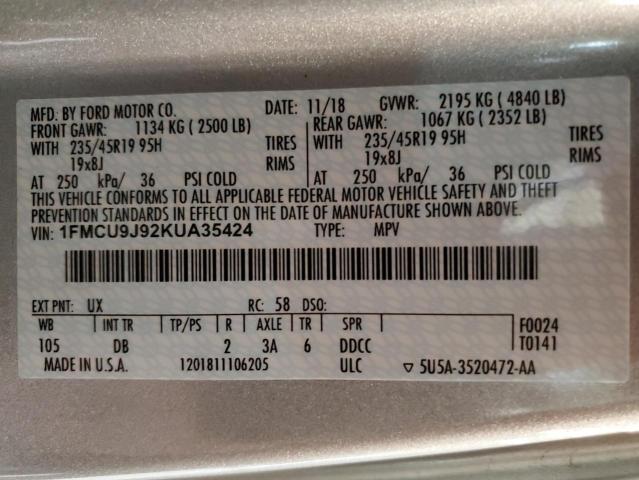 MFD. BY FORD MOTOR CO. DATE: 11/18 GVWR: 2195 KG ( 4840 LB)
FRONT GAWR: 1134 KG ( 2500 LB) REAR GAWR: 1067 KG ( 2352 LB)
WITH 235/45R19 95H TIRES WITH 235/45R19 95H TIRES
19x8J RIMS 19x8J RIMS
AT 250 kPa/ 36 PSI COLD AT 250 kPa/ 36 PSI COLD
THIS VEHICLE CONFORMS TO ALL APPLICABLE FEDERAL MOTOR VEHICLE SAFETY AND THEFT
PREVENTION STANDARDS IN EFFECT ON THE DATE OF MANUFACTURE SHOWN ABOVE.
VIN: 1FMCU9J92KUA35424 TYPE: MPV
EXT PNT: UX RC: 58 DSO:
WB INT TR TP/PS R AXLE TR SPR F0024
105 DB 2 3A 6 DDCC T0141
MADE IN U.S.A. 1201811106205 ULC ▽ 5U5A-3520472-AA